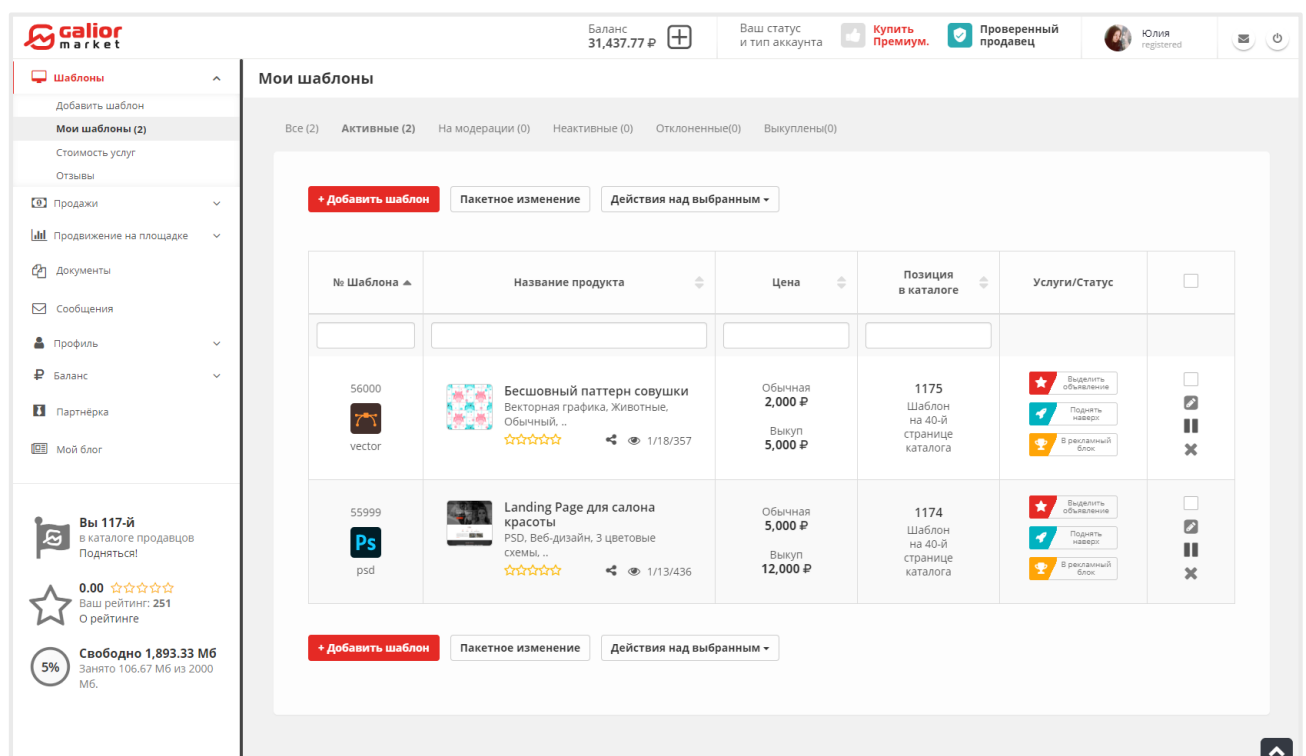 galior
market
Баланс
31,437.77 ₽
Ваш статус
и тип аккаунта
Купить
Премиум.
Проверенный
продавец
Юлия
registered
Шаблоны
Добавить шаблон
Мои шаблоны (2)
Стоимость услуг
Отзывы
Продажи
Продвижение на площадке
Документы
Сообщения
Профиль
Баланс
Партнёрка
Мой блог
Вы 117-й
в каталоге продавцов
Подняться!
0.00
Ваш рейтинг: 251
О рейтинге
5%
Свободно 1,893.33 Мб
Занято 106.67 Мб из 2000
Мб.
Мои шаблоны
Все (2) Активные (2) На модерации (0) Неактивные (0) Отклоненные(0) Выкуплены(0)
+ Добавить шаблон Пакетное изменение Действия над выбранным
№ Шаблона Название продукта Цена Позиция
в каталоге Услуги/Статус
56000
vector
Бесшовный паттерн совушки
Векторная графика, Животные,
Обычный, ..
1/18/357
Обычная
2,000 ₽
Выкуп
5,000 ₽
1175
Шаблон
на 40-й
странице
каталога
Выделить
объявление
Поднять
наверх
В рекламный
блок
55999
Ps
psd
Landing Page для салона
красоты
PSD, Веб-дизайн, 3 цветовые
схемы, ..
1/13/436
Обычная
5,000 ₽
Выкуп
12,000 ₽
1174
Шаблон
на 40-й
странице
каталога
Выделить
объявление
Поднять
наверх
В рекламный
блок
+ Добавить шаблон Пакетное изменение Действия над выбранным